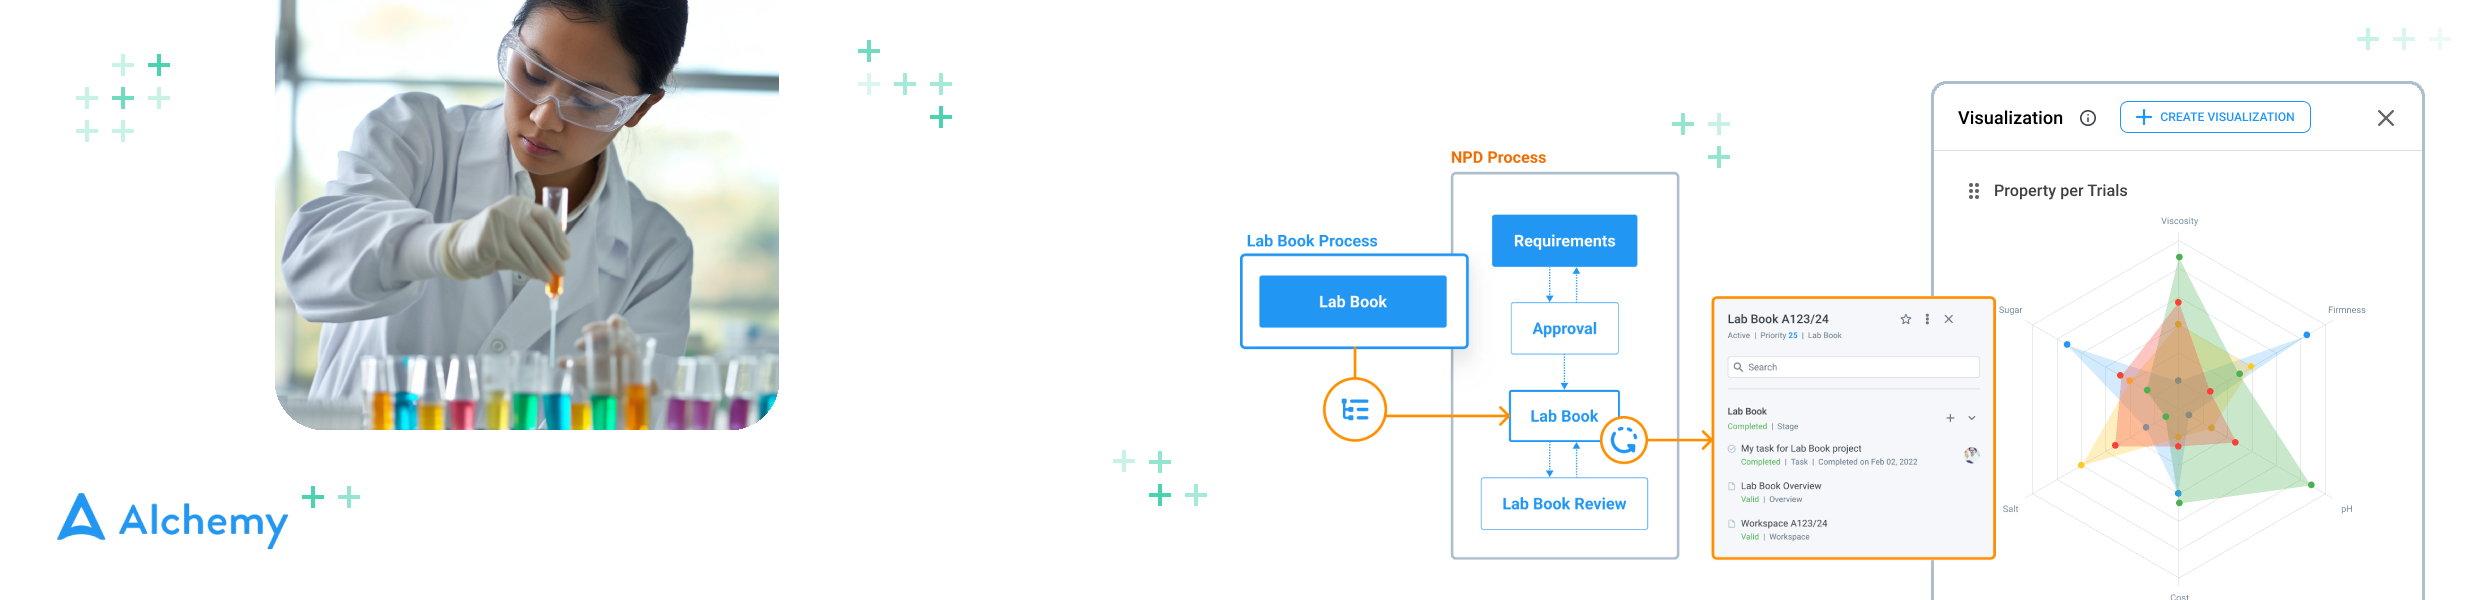 Alchemy
Lab Book Process
Lab Book
NPD Process
Requirements
Approval
Lab Book
Lab Book Review
Lab Book A123/24
Active | Priority 25 | Lab Book
Search
Lab Book
Completed | Stage
My task for Lab Book project
Completed | Task | Completed on Feb 02, 2022
Lab Book Overview
Valid | Overview
Workspace A123/24
Valid | Workspace
Visualization
CREATE VISUALIZATION
Property per Trials
Viscosity
Sugar
Firmness
Salt
pH
Cost